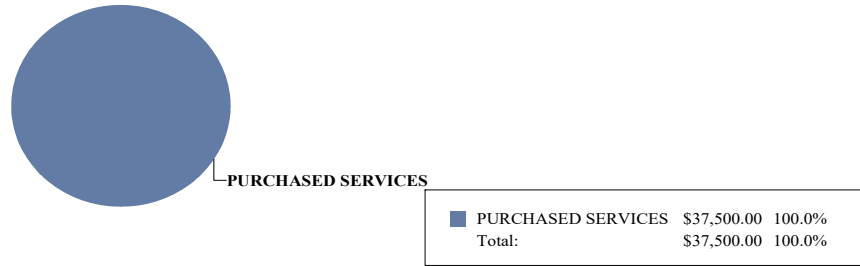 PURCHASED SERVICES
PURCHASED SERVICES $37,500.00 100.0%
Total: $37,500.00 100.0%